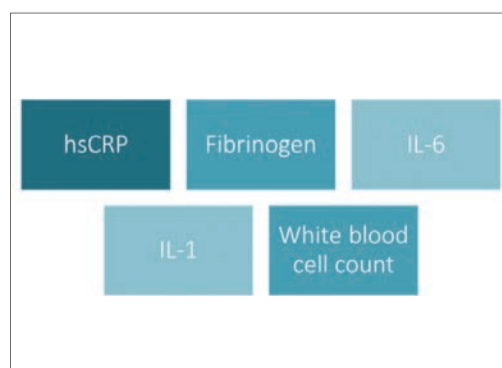 hsCRP
Fibrinogen
IL-6
IL-1
White blood
cell count